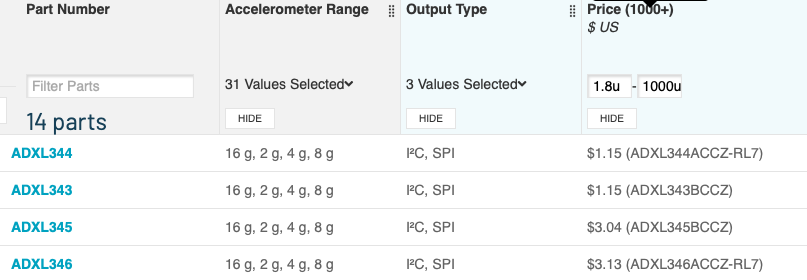 Part Number Accelerometer Range Output Type Price (1000+)
$ US
Filter Parts 31 Values Selected 3 Values Selected 1.8u - 1000u
HIDE HIDE HIDE
14 parts
ADXL344 16 g, 2 g, 4 g, 8 g I²C, SPI $1.15 (ADXL344ACCZ-RL7)
ADXL343 16 g, 2 g, 4 g, 8 g I²C, SPI $1.15 (ADXL343BCCZ)
ADXL345 16 g, 2 g, 4 g, 8 g I²C, SPI $3.04 (ADXL345BCCZ)
ADXL346 16 g, 2 g, 4 g, 8 g I²C, SPI $3.13 (ADXL346ACCZ-RL7)